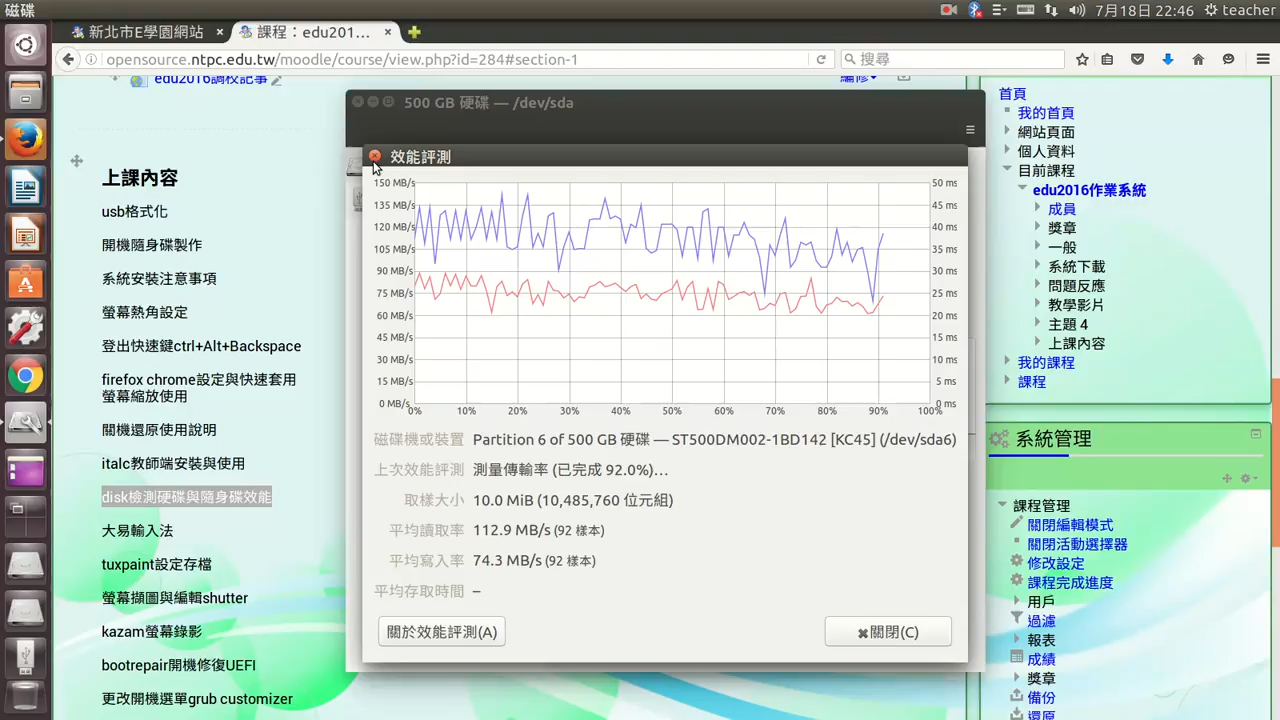 磁碟
7月18日 22:46
teacher
新北市E學園網站
課程：edu201...
opensource.ntpc.edu.tw/moodle/course/view.php?id=284#section-1
搜尋
edu2016調校記事
編修
上課內容
usb格式化
開機隨身碟製作
系統安裝注意事項
螢幕熱角設定
登出快速鍵ctrl+Alt+Backspace
firefox chrome設定與快速套用
螢幕縮放使用
關機還原使用說明
italc教師端安裝與使用
disk檢測硬碟與隨身碟效能
大易輸入法
tuxpaint設定存檔
螢幕擷圖與編輯shutter
kazam螢幕錄影
bootrepair開機修復UEFI
更改開機選單grub customizer
500 GB 硬碟 — /dev/sda
效能評測
150 MB/s
135 MB/s
120 MB/s
105 MB/s
90 MB/s
75 MB/s
60 MB/s
45 MB/s
30 MB/s
15 MB/s
0 MB/s
50 ms
45 ms
40 ms
35 ms
30 ms
25 ms
20 ms
15 ms
10 ms
5 ms
0 ms
0% 10% 20% 30% 40% 50% 60% 70% 80% 90% 100%
磁碟機或裝置 Partition 6 of 500 GB 硬碟 — ST500DM002-1BD142 [KC45] (/dev/sda6)
上次效能評測 測量傳輸率 (已完成 92.0%)…
取樣大小 10.0 MiB (10,485,760 位元組)
平均讀取率 112.9 MB/s (92 樣本)
平均寫入率 74.3 MB/s (92 樣本)
平均存取時間 –
關於效能評測(A)
關閉(C)
首頁
我的首頁
網站頁面
個人資料
目前課程
edu2016作業系統
成員
獎章
一般
系統下載
問題反應
教學影片
主題 4
上課內容
我的課程
課程
系統管理
課程管理
關閉編輯模式
關閉活動選擇器
修改設定
課程完成進度
用戶
過濾
報表
成績
獎章
備份
還原